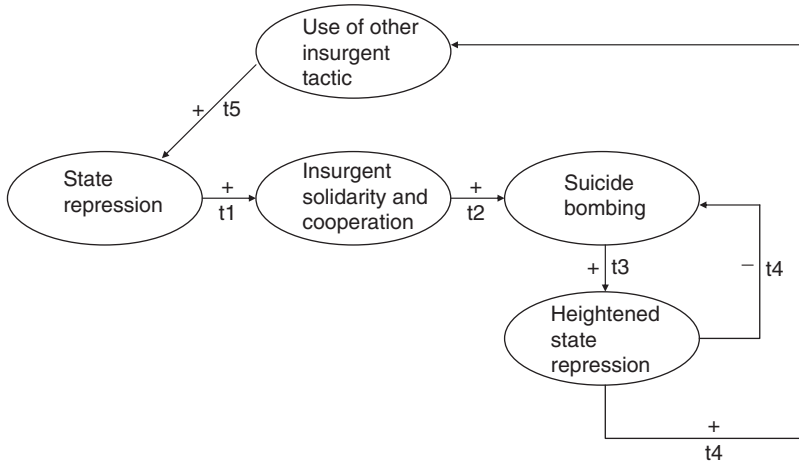 Use of other
insurgent
tactic
+ t5
State
repression
+
t1
Insurgent
solidarity and
cooperation
+
t2
Suicide
bombing
+ t3
− t4
Heightened
state
repression
+
t4